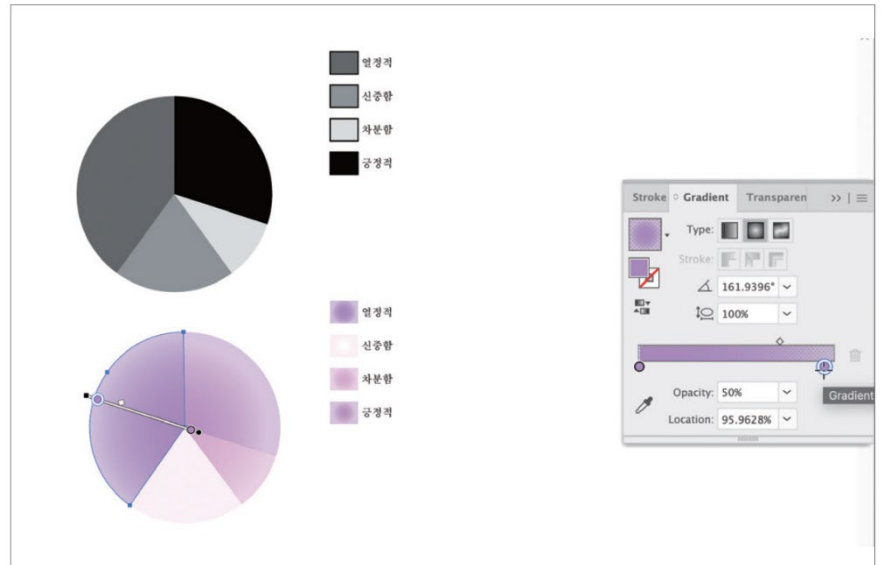 열정적
신중함
차분함
긍정적
열정적
신중함
차분함
긍정적
Stroke Gradient Transparen
Type:
Stroke:
161.9396°
100%
Opacity: 50%
Gradient
Location: 95.9628%